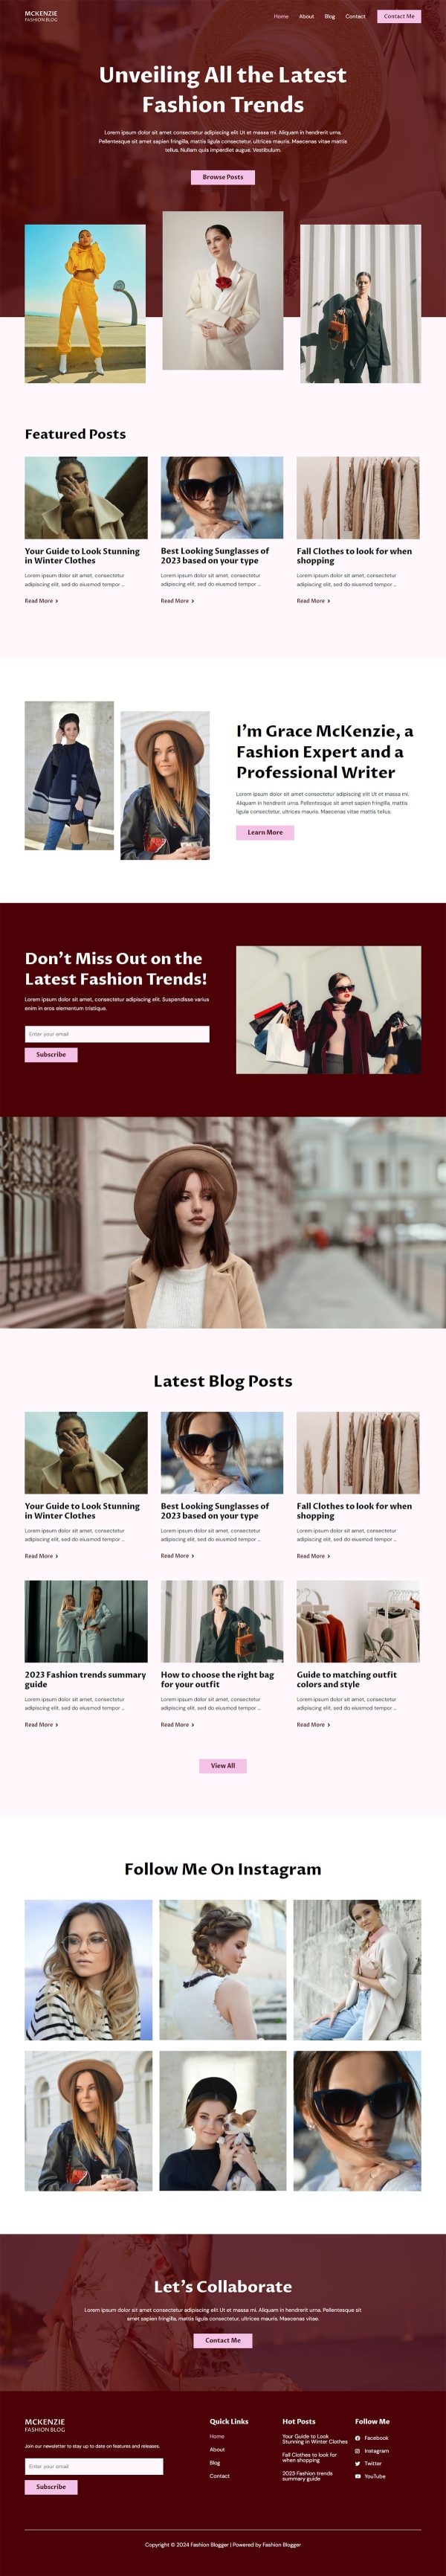 MCKENZIE
FASHION BLOG
Home
About
Blog
Contact
Contact Me
Unveiling All the Latest
Fashion Trends
Lorem ipsum dolor sit amet consectetur adipiscing elit Ut et massa mi. Aliquam in hendrerit urna.
Pellentesque sit amet sapien fringilla, mattis ligula consectetur, ultrices mauris. Maecenas vitae mattis
tellus. Nullam quis imperdiet augue. Vestibulum.
Browse Posts
Featured Posts
Your Guide to Look Stunning
in Winter Clothes
Lorem ipsum dolor sit amet, consectetur
adipiscing elit, sed do eiusmod tempor ...
Read More
Best Looking Sunglasses of
2023 based on your type
Lorem ipsum dolor sit amet, consectetur
adipiscing elit, sed do eiusmod tempor ...
Read More
Fall Clothes to look for when
shopping
Lorem ipsum dolor sit amet, consectetur
adipiscing elit, sed do eiusmod tempor ...
Read More
I'm Grace McKenzie, a
Fashion Expert and a
Professional Writer
Lorem ipsum dolor sit amet consectetur adipiscing elit Ut et massa mi.
Aliquam in hendrerit urna. Pellentesque sit amet sapien fringilla, mattis
ligula consectetur, ultrices mauris. Maecenas vitae mattis tellus.
Learn More
Don't Miss Out on the
Latest Fashion Trends!
Lorem ipsum dolor sit amet, consectetur adipiscing elit. Suspendisse varius
enim in eros elementum tristique.
Enter your email
Subscribe
Latest Blog Posts
Your Guide to Look Stunning
in Winter Clothes
Lorem ipsum dolor sit amet, consectetur
adipiscing elit, sed do eiusmod tempor ...
Read More
Best Looking Sunglasses of
2023 based on your type
Lorem ipsum dolor sit amet, consectetur
adipiscing elit, sed do eiusmod tempor ...
Read More
Fall Clothes to look for when
shopping
Lorem ipsum dolor sit amet, consectetur
adipiscing elit, sed do eiusmod tempor ...
Read More
2023 Fashion trends summary
guide
Lorem ipsum dolor sit amet, consectetur
adipiscing elit, sed do eiusmod tempor ...
Read More
How to choose the right bag
for your outfit
Lorem ipsum dolor sit amet, consectetur
adipiscing elit, sed do eiusmod tempor ...
Read More
Guide to matching outfit
colors and style
Lorem ipsum dolor sit amet, consectetur
adipiscing elit, sed do eiusmod tempor ...
Read More
View All
Follow Me On Instagram
Let's Collaborate
Lorem ipsum dolor sit amet consectetur adipiscing elit Ut et massa mi. Aliquam in hendrerit urna. Pellentesque sit
amet sapien fringilla, mattis ligula consectetur, ultrices mauris. Maecenas vitae.
Contact Me
MCKENZIE
FASHION BLOG
Join our newsletter to stay up to date on features and releases.
Enter your email
Subscribe
Quick Links
Home
About
Blog
Contact
Hot Posts
Your Guide to Look
Stunning in Winter Clothes
Fall Clothes to look for
when shopping
2023 Fashion trends
summary guide
Follow Me
Facebook
Instagram
Twitter
YouTube
Copyright © 2024 Fashion Blogger | Powered by Fashion Blogger